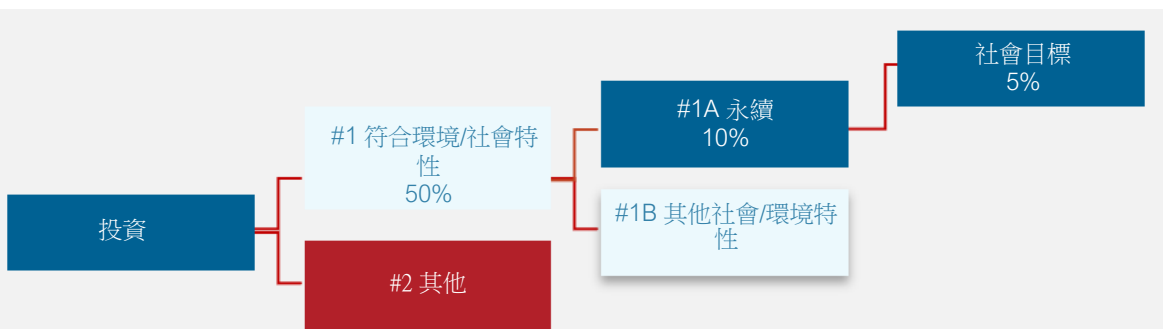 社會目標
5%
#1A 永續
10%
#1 符合環境/社會特
性
50%
#1B 其他社會/環境特
性
投資
#2 其他